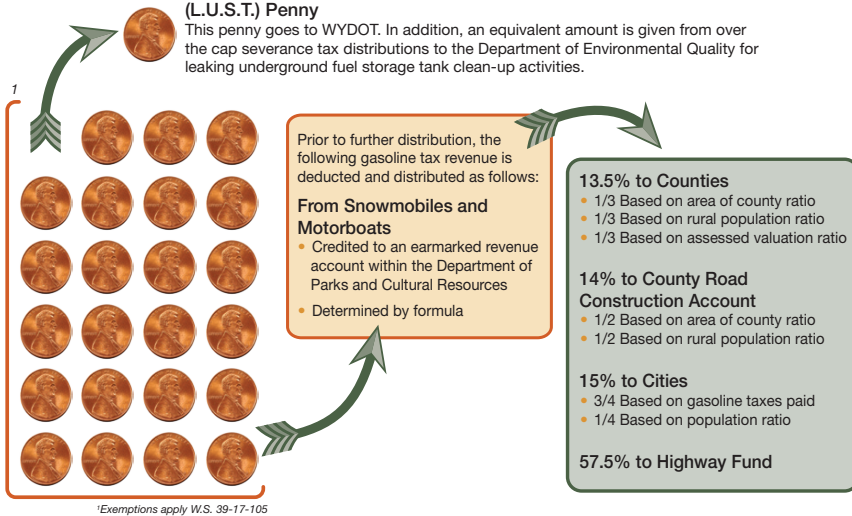 (L.U.S.T.) Penny
This penny goes to WYDOT. In addition, an equivalent amount is given from over
the cap severance tax distributions to the Department of Environmental Quality for
leaking underground fuel storage tank clean-up activities.
1
Prior to further distribution, the
following gasoline tax revenue is
deducted and distributed as follows:
From Snowmobiles and
Motorboats
• Credited to an earmarked revenue
account within the Department of
Parks and Cultural Resources
• Determined by formula
13.5% to Counties
• 1/3 Based on area of county ratio
• 1/3 Based on rural population ratio
• 1/3 Based on assessed valuation ratio
14% to County Road
Construction Account
• 1/2 Based on area of county ratio
• 1/2 Based on rural population ratio
15% to Cities
• 3/4 Based on gasoline taxes paid
• 1/4 Based on population ratio
57.5% to Highway Fund
¹Exemptions apply W.S. 39-17-105